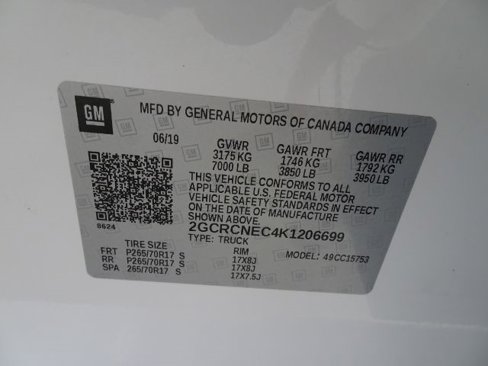 GM
MFD BY GENERAL MOTORS OF CANADA COMPANY
06/19 GVWR GAWR FRT GAWR RR
3175 KG 1746 KG 1792 KG
7000 LB 3850 LB 3950 LB
THIS VEHICLE CONFORMS TO ALL
APPLICABLE U.S. FEDERAL MOTOR
VEHICLE SAFETY STANDARDS IN EFFECT
ON THE DATE OF MANUFACTURE SHOWN ABOVE.
8624 2GCRCNEC4K1206699
TYPE: TRUCK MODEL: 49CC15753
TIRE SIZE RIM
FRT P265/70R17 S 17X8J
RR P265/70R17 S 17X8J
SPA 265/70R17 S 17X7.5J